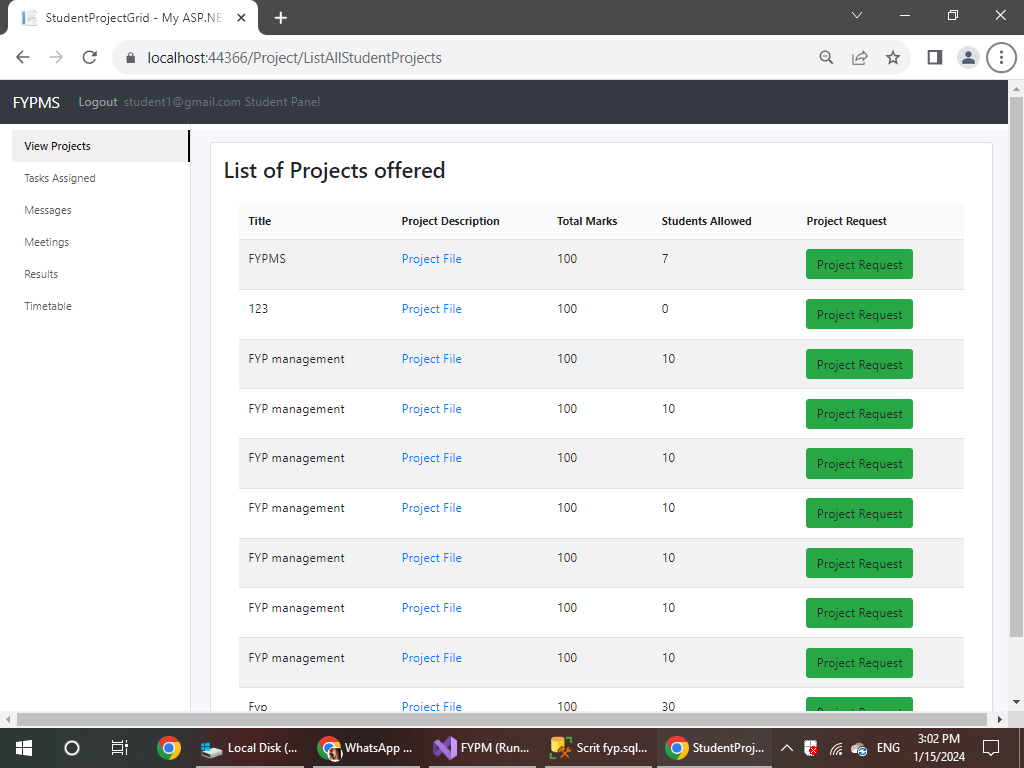 StudentProjectGrid - My ASP.NE
localhost:44366/Project/ListAllStudentProjects
FYPMS Logout student1@gmail.com Student Panel
View Projects
Tasks Assigned
Messages
Meetings
Results
Timetable
List of Projects offered
Title Project Description Total Marks Students Allowed Project Request
FYPMS Project File 100 7 Project Request
123 Project File 100 0 Project Request
FYP management Project File 100 10 Project Request
FYP management Project File 100 10 Project Request
FYP management Project File 100 10 Project Request
FYP management Project File 100 10 Project Request
FYP management Project File 100 10 Project Request
FYP management Project File 100 10 Project Request
FYP management Project File 100 10 Project Request
Fyp Project File 100 30 Project Request
Local Disk (... WhatsApp ... FYPM (Run... Scrit fyp.sql... StudentProj... ENG
3:02 PM
1/15/2024